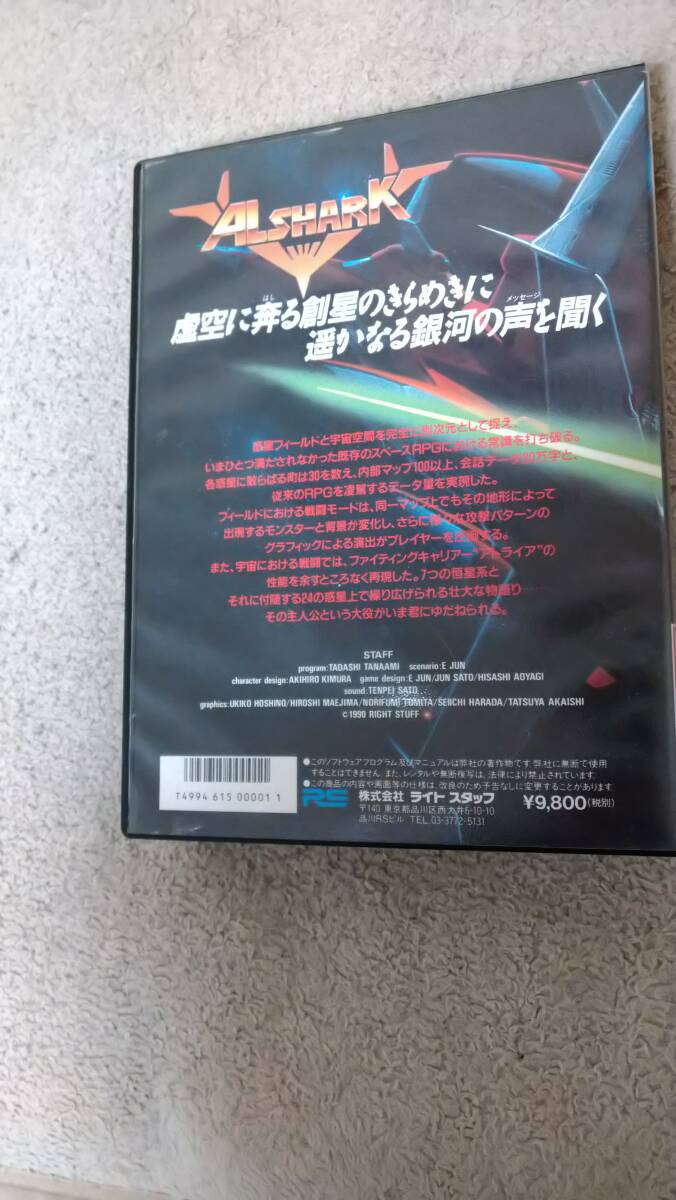 ALSHARK
虚空に奔る創星のきらめきに
はし
遥かなる銀河の声を聞く
メッセージ
惑星フィールドと宇宙空間を完全に別次元として捉え、
いまひとつ満たされなかった既存のスペースRPGにおける常識を打ち破る。
各惑星に散らばる町は30を数え、内部マップ100以上、会話データ20万字と、
従来のRPGを凌駕するデータ量を実現した。
フィールドにおける戦闘モードは、同一マップ上でもその地形によって
出現するモンスターと背景が変化し、さらに様々な攻撃パターンの
グラフィックによる演出がプレイヤーを圧倒する。
また、宇宙における戦闘では、ファイティングキャリアー"アトライア"の
性能を余すところなく再現した。7つの恒星系と
それに付随する24の惑星上で繰り広げられる壮大な物語り……
その主人公という大役がいま君にゆだねられる。
STAFF
program:TADASHI TANAAMI scenario:E JUN
character design:AKIHIRO KIMURA game design:E JUN/JUN SATO/HISASHI AOYAGI
sound:TENPEI SATO
graphics:UKIKO HOSHINO/HIROSHI MAEJIMA/NORIFUMI TOMITA/SEIICHI HARADA/TATSUYA AKAISHI
©1990 RIGHT STUFF
●このソフトウェアプログラム及びマニュアルは弊社の著作物です。弊社に無断で使用
することはできません。また、レンタルや無断複写は、法律により禁止されています。
●この商品の内容や画面等の仕様は、改良のため予告なしに変更することがあります。
T4994 615 00001 1
RS 株式会社 ライト スタッフ
〒140 東京都品川区西大井6-10-10
品川RSビル TEL.03-3772-5131
¥9,800(税別)